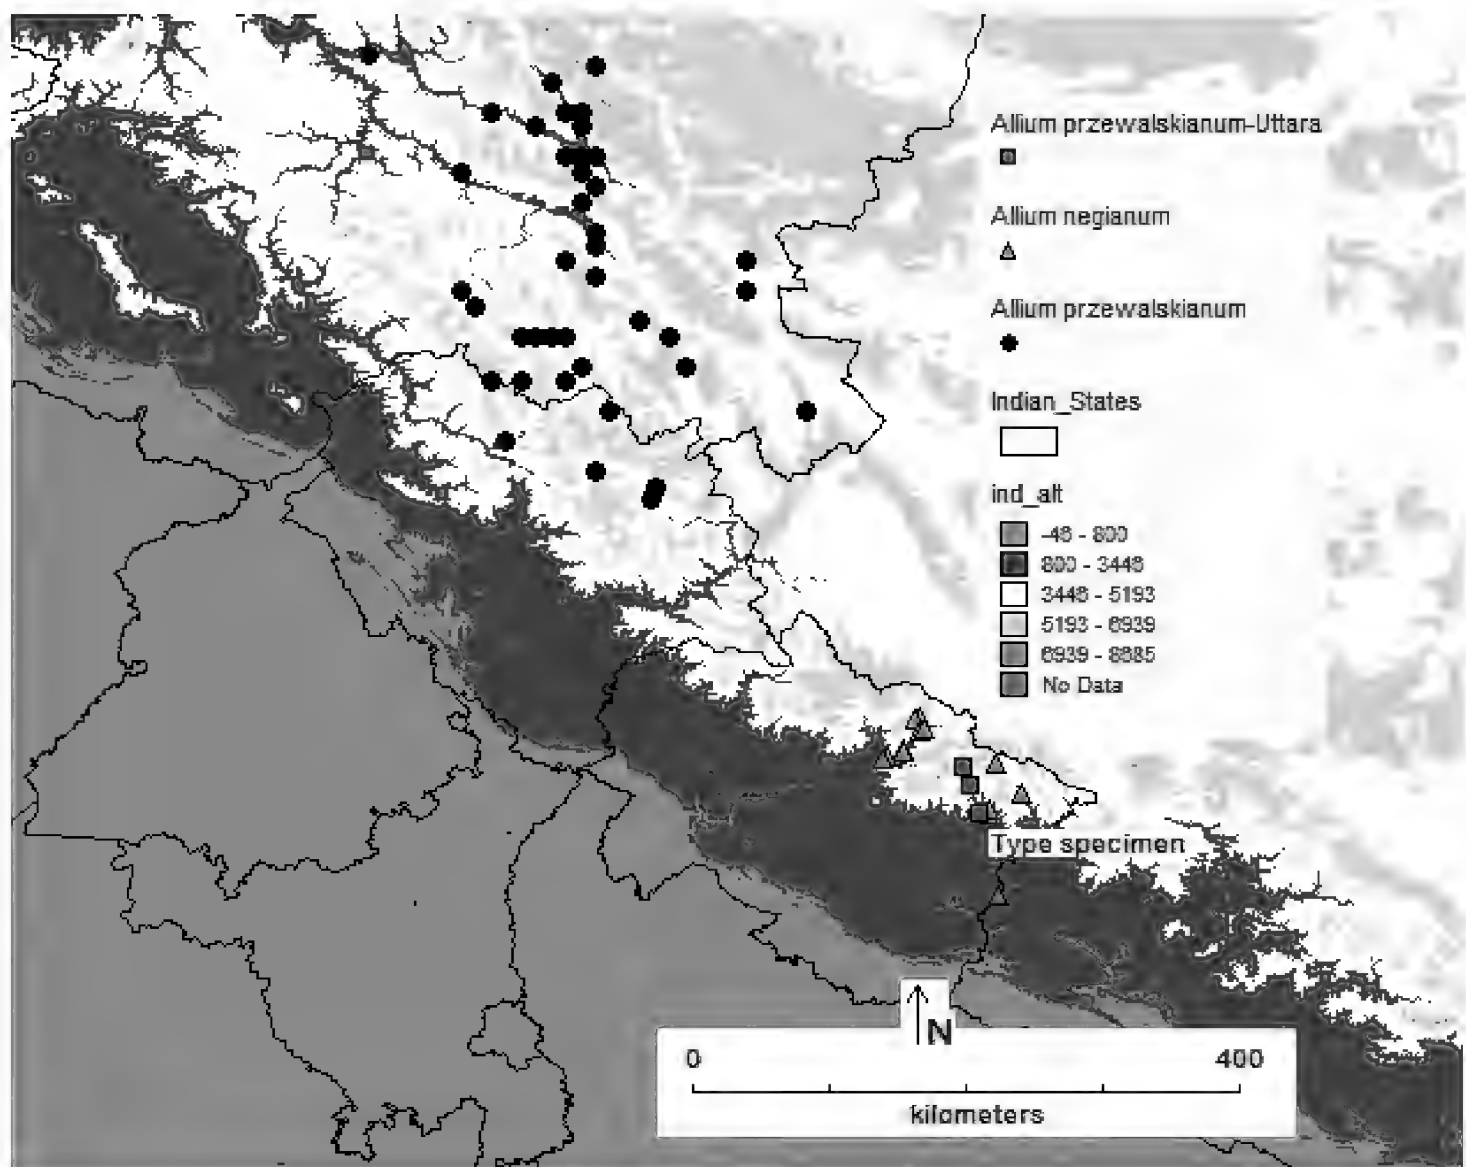 Allium przewalskianum-Uttara
Allium negianum
Allium przewalskianum
Indian_States
ind_alt
-46 - 800
800 - 3448
3448 - 5193
5193 - 6939
6939 - 8685
No Data
Type specimen
N
0 400
kilometers